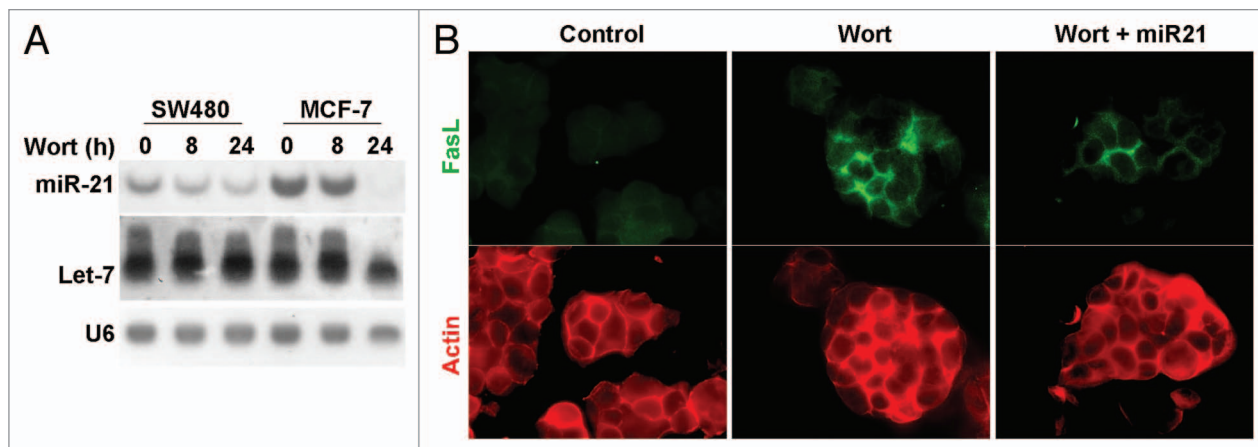 A
SW480 MCF-7
Wort (h) 0 8 24 0 8 24
miR-21
Let-7
U6
B
Control Wort Wort + miR21
FasL
Actin